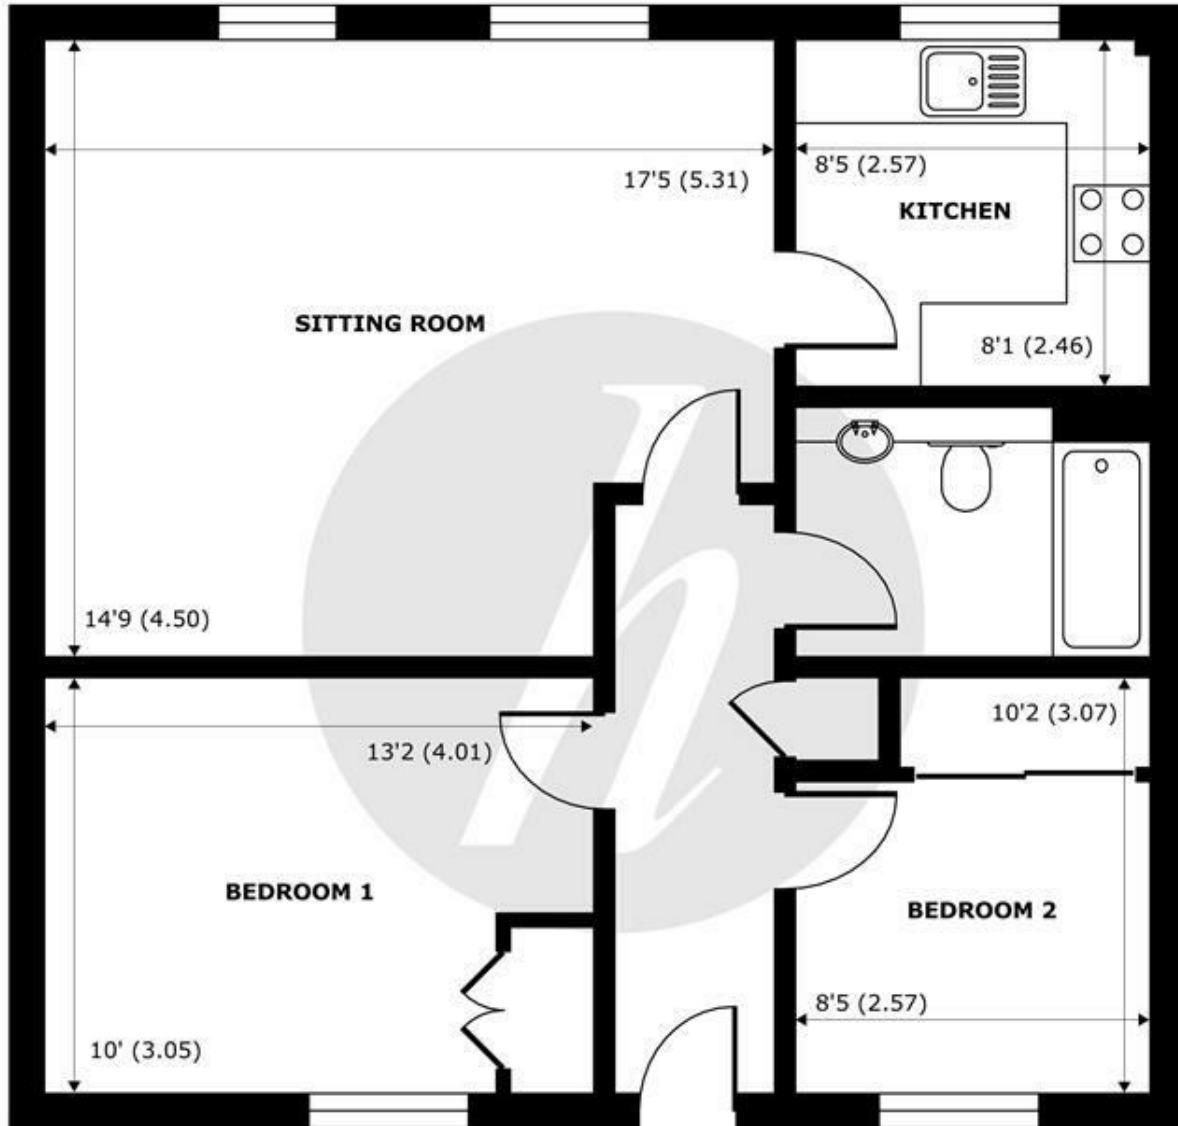 8'5 (2.57)
17'5 (5.31)
KITCHEN
SITTING ROOM
8'1 (2.46)
14'9 (4.50)
10'2 (3.07)
13'2 (4.01)
BEDROOM 1
BEDROOM 2
8'5 (2.57)
10' (3.05)
h